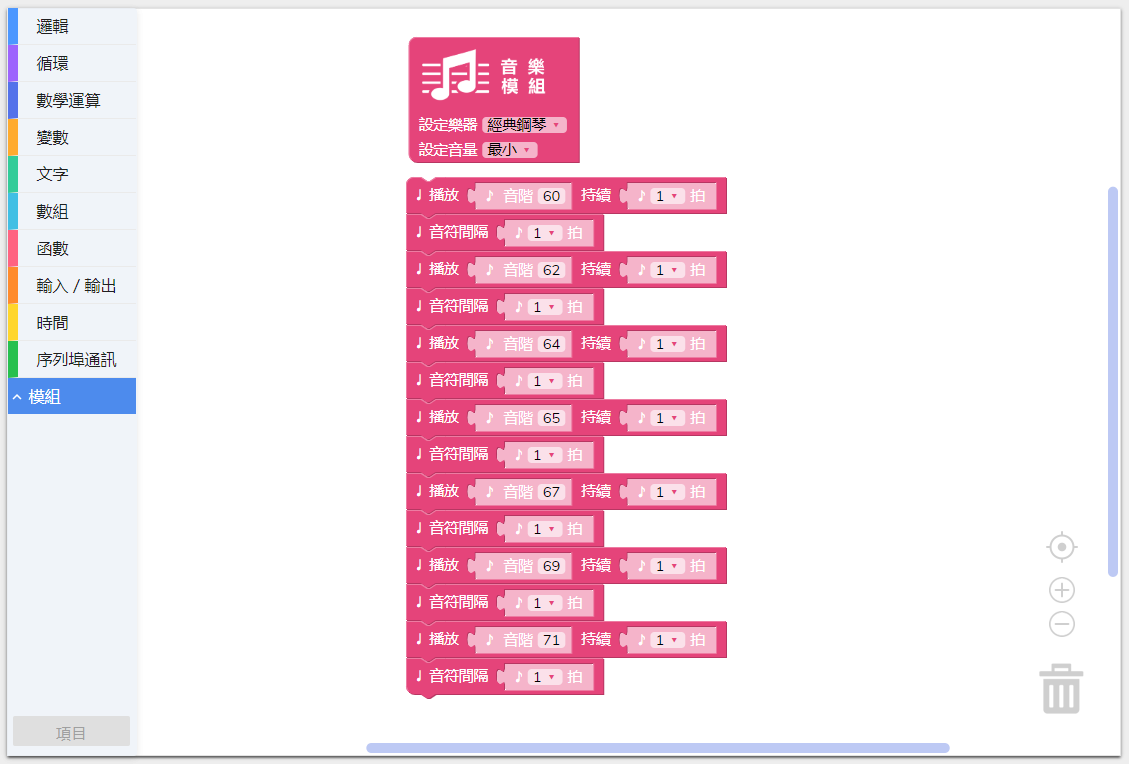 邏輯
循環
數學運算
變數
文字
數組
函數
輸入 / 輸出
時間
序列埠通訊
模組
項目
音 樂
模 組
設定樂器 經典鋼琴
設定音量 最小
播放 音階 60 持續 1 拍
音符間隔 1 拍
播放 音階 62 持續 1 拍
音符間隔 1 拍
播放 音階 64 持續 1 拍
音符間隔 1 拍
播放 音階 65 持續 1 拍
音符間隔 1 拍
播放 音階 67 持續 1 拍
音符間隔 1 拍
播放 音階 69 持續 1 拍
音符間隔 1 拍
播放 音階 71 持續 1 拍
音符間隔 1 拍